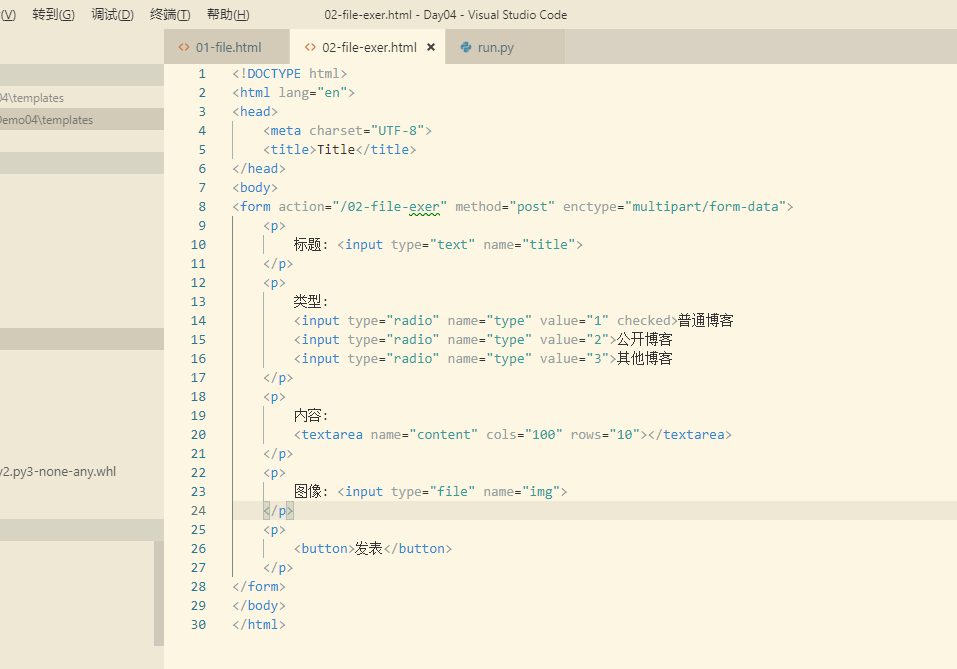 (V) 转到(G) 调试(D) 终端(T) 帮助(H) 02-file-exer.html - Day04 - Visual Studio Code
<> 01-file.html <> 02-file-exer.html × run.py
04\templates
Demo04\templates
v2.py3-none-any.whl
1 <!DOCTYPE html>
2 <html lang="en">
3 <head>
4 <meta charset="UTF-8">
5 <title>Title</title>
6 </head>
7 <body>
8 <form action="/02-file-exer" method="post" enctype="multipart/form-data">
9 <p>
10 标题: <input type="text" name="title">
11 </p>
12 <p>
13 类型:
14 <input type="radio" name="type" value="1" checked>普通博客
15 <input type="radio" name="type" value="2">公开博客
16 <input type="radio" name="type" value="3">其他博客
17 </p>
18 <p>
19 内容:
20 <textarea name="content" cols="100" rows="10"></textarea>
21 </p>
22 <p>
23 图像: <input type="file" name="img">
24 </p>
25 <p>
26 <button>发表</button>
27 </p>
28 </form>
29 </body>
30 </html>